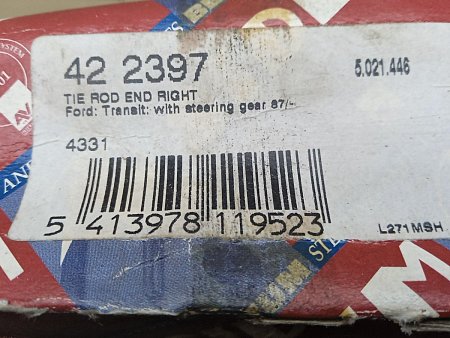 42 2397
5.021.446
TIE ROD END RIGHT
Ford: Transit: with steering gear 87/-
4331
5 413978 119523
L271MSH